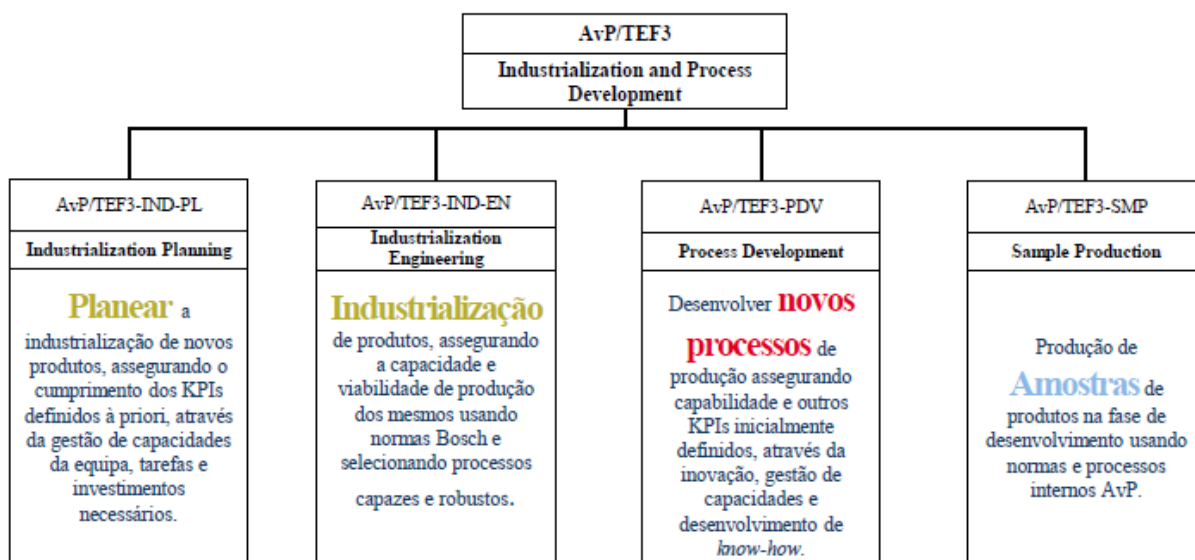 AvP/TEF3
Industrialization and Process
Development
AvP/TEF3-IND-PL
Industrialization Planning
Planear a
industrialização de novos
produtos, assegurando o
cumprimento dos KPIs
definidos à priori, através
da gestão de capacidades
da equipa, tarefas e
investimentos
necessários.
AvP/TEF3-IND-EN
Industrialization
Engineering
Industrialização
de produtos, assegurando
a capacidade e
viabilidade de produção
dos mesmos usando
normas Bosch e
selecionando processos
capazes e robustos.
AvP/TEF3-PDV
Process Development
Desenvolver novos
processos de
produção assegurando
capabilidade e outros
KPIs inicialmente
definidos, através da
inovação, gestão de
capacidades e
desenvolvimento de
know-how.
AvP/TEF3-SMP
Sample Production
Produção de
Amostras de
produtos na fase de
desenvolvimento usando
normas e processos
internos AvP.